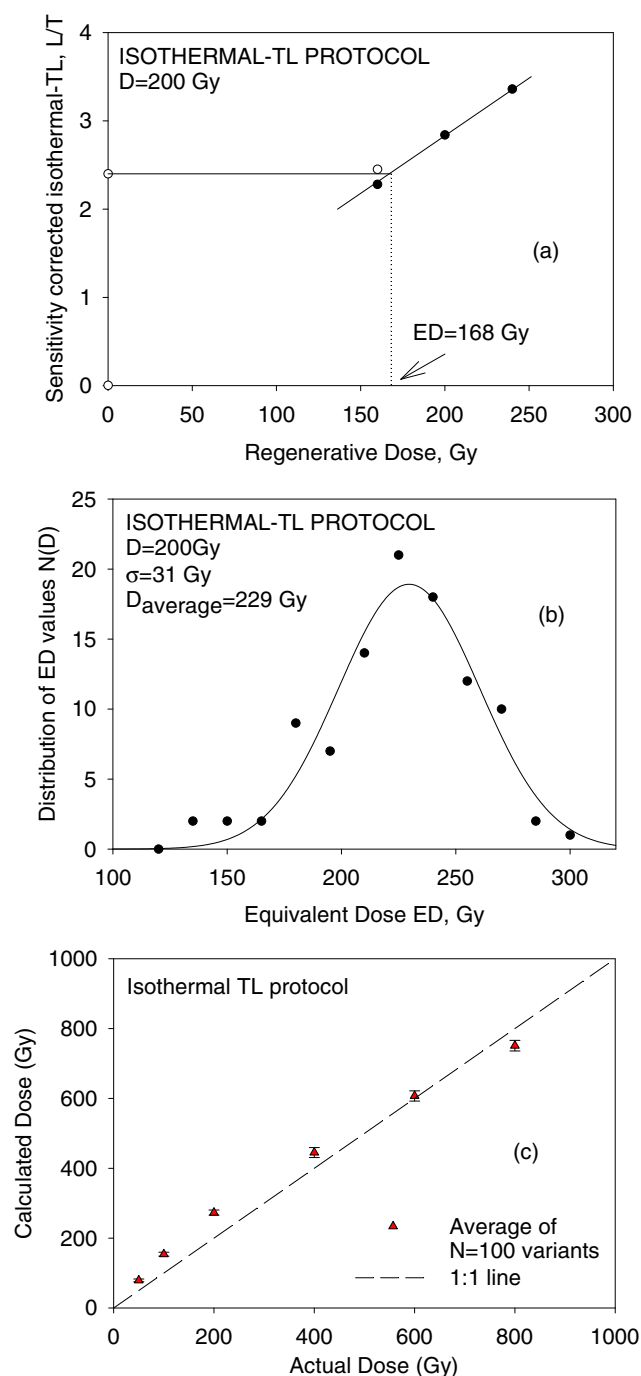 ISOTHERMAL-TL PROTOCOL
D=200 Gy
Sensitivity corrected isothermal-TL, L/T
4
3
2
1
0
(a)
ED=168 Gy
0 50 100 150 200 250 300
Regenerative Dose, Gy
ISOTHERMAL-TL PROTOCOL
D=200Gy
σ=31 Gy
Daverage=229 Gy
Distribution of ED values N(D)
25
20
15
10
5
0
(b)
100 150 200 250 300
Equivalent Dose ED, Gy
Isothermal TL protocol
Calculated Dose (Gy)
1000
800
600
400
200
0
(c)
Average of
N=100 variants
1:1 line
0 200 400 600 800 1000
Actual Dose (Gy)